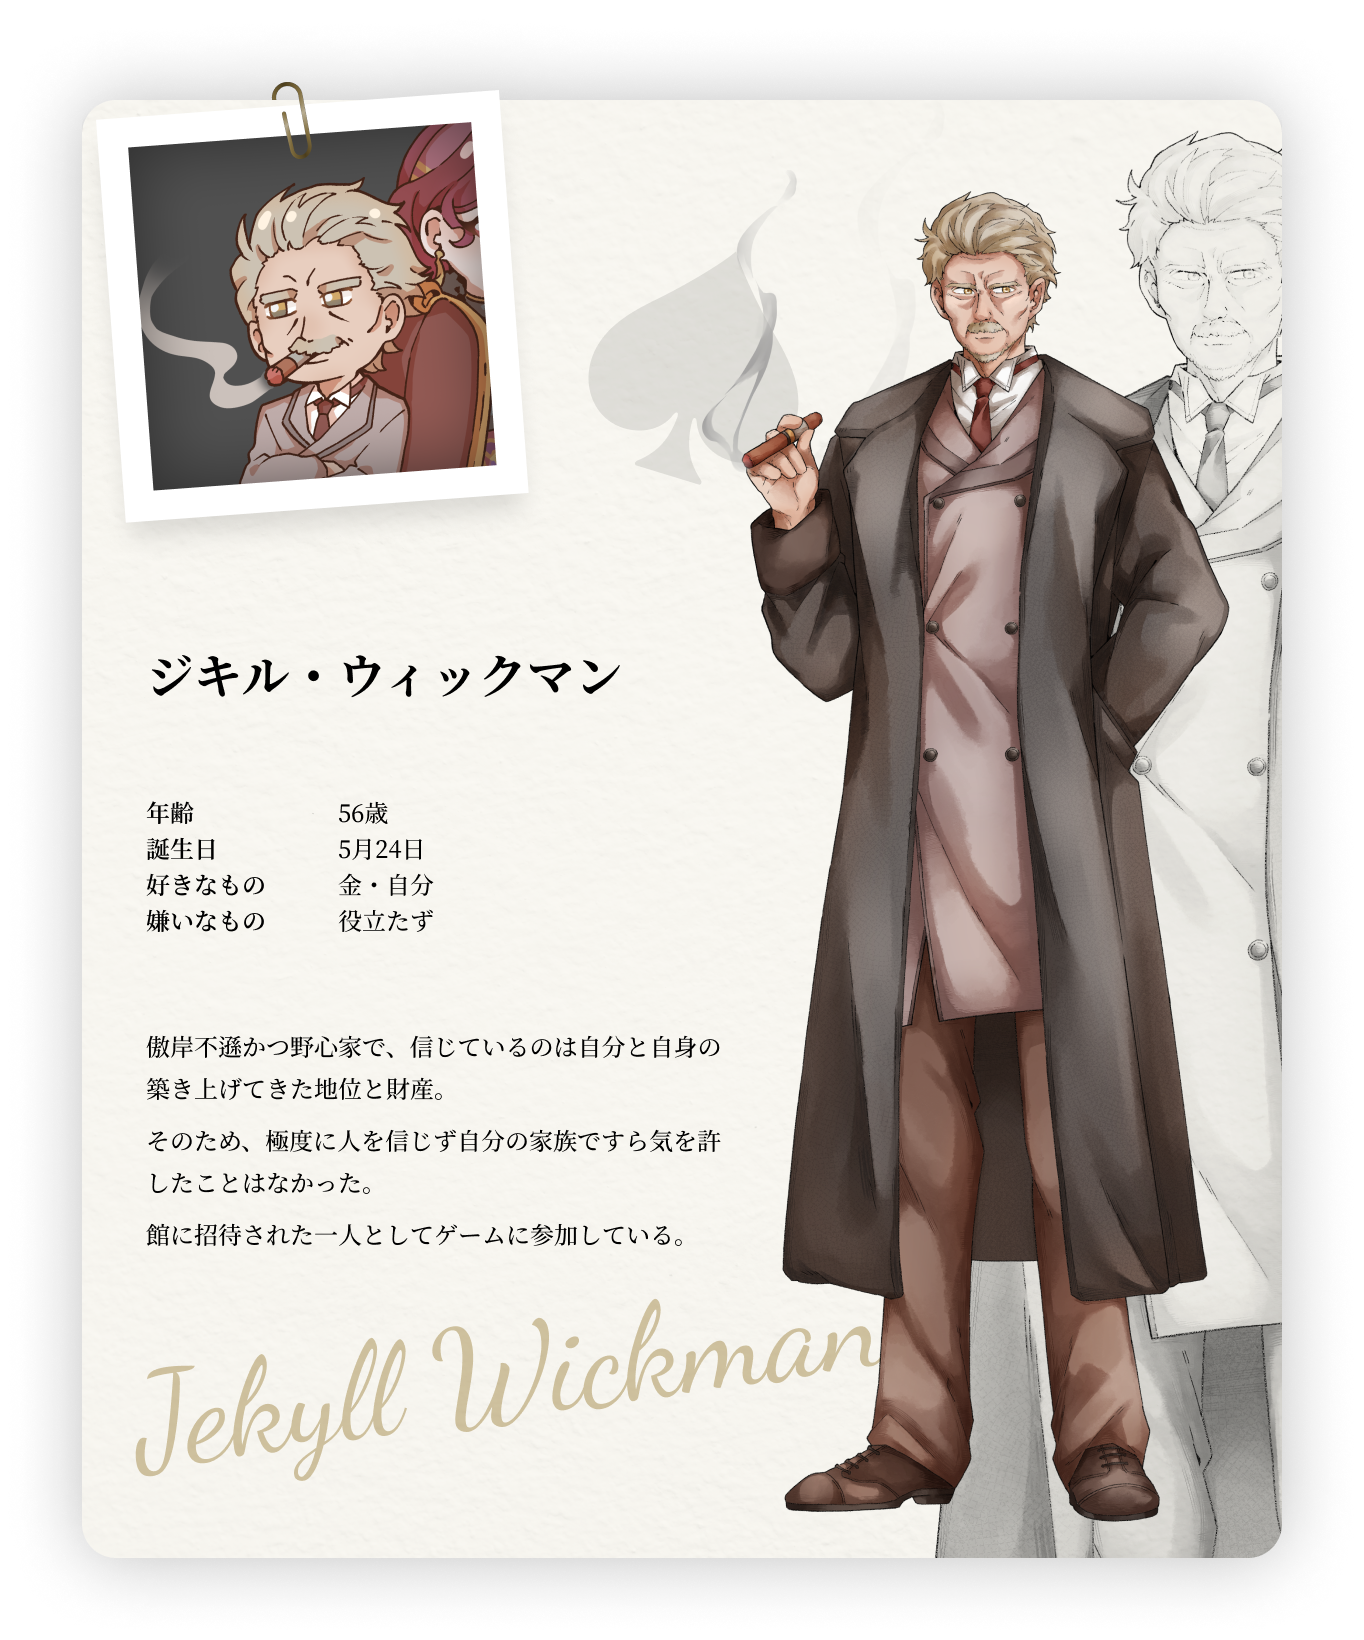 ジキル・ウィックマン
年齢 56歳
誕生日 5月24日
好きなもの 金・自分
嫌いなもの 役立たず
傲岸不遜かつ野心家で、信じているのは自分と自身の
築き上げてきた地位と財産。
そのため、極度に人を信じず自分の家族ですら気を許
したことはなかった。
館に招待された一人としてゲームに参加している。
Jekyll Wickman